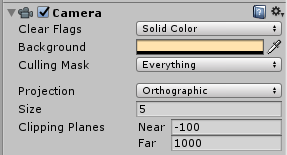 Camera
Clear Flags Solid Color
Background
Culling Mask Everything
Projection Orthographic
Size 5
Clipping Planes Near -100
Far 1000